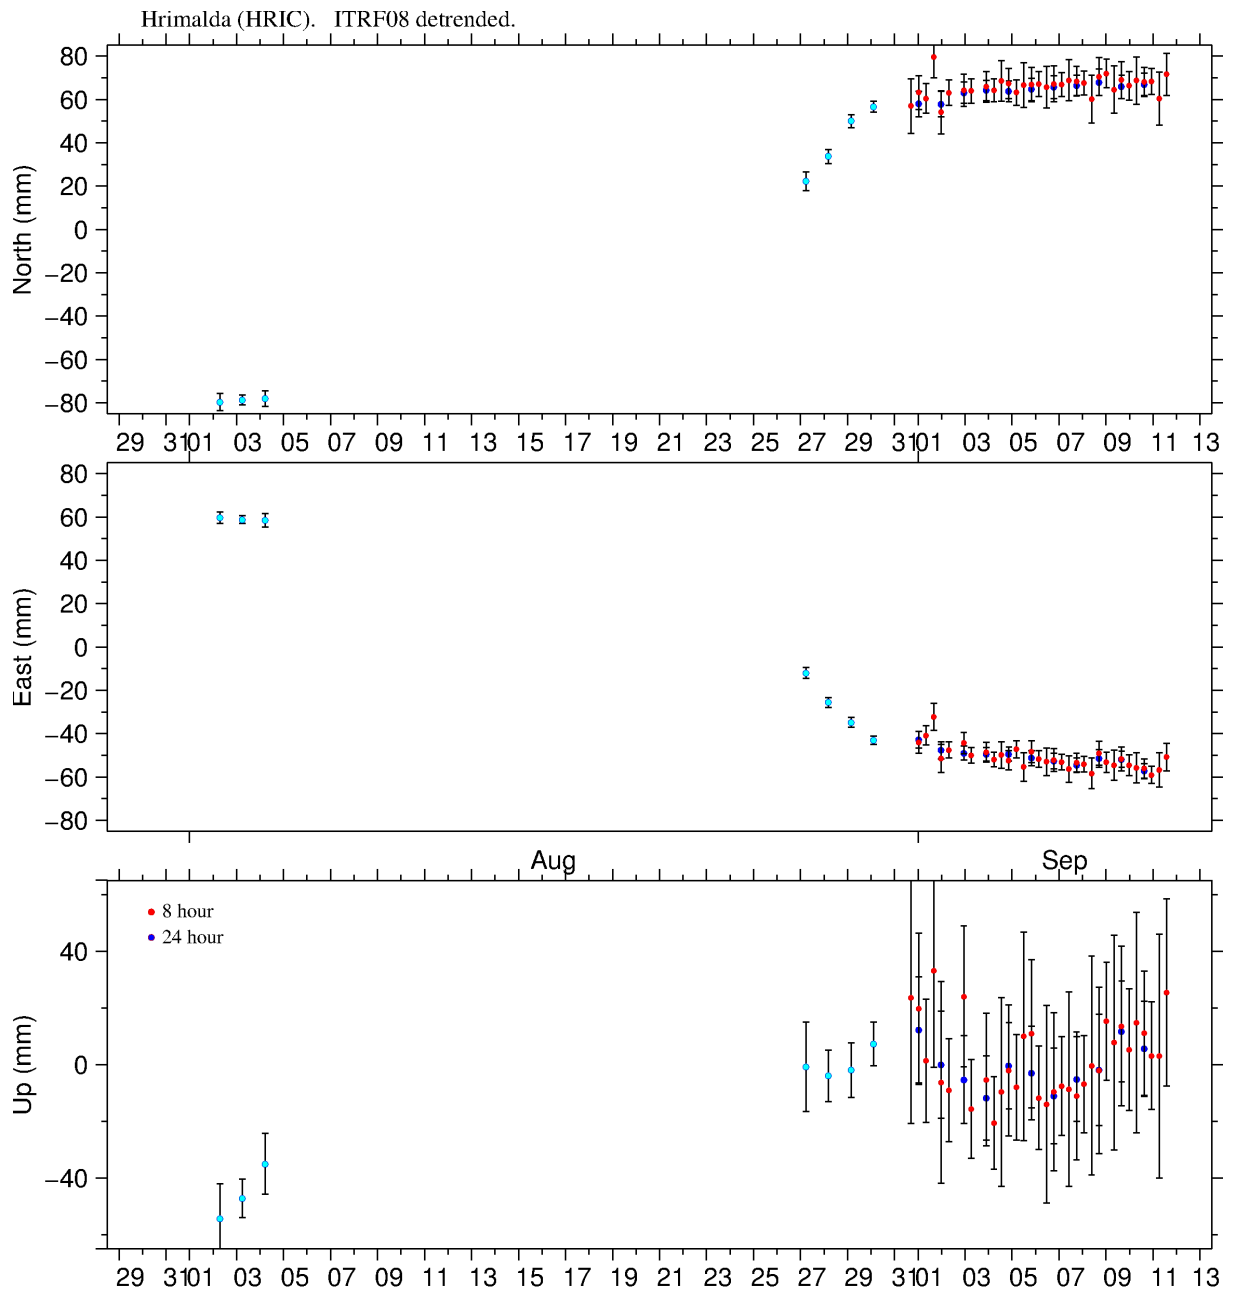 Hrimalda (HRIC). ITRF08 detrended.
North (mm)
80
60
40
20
0
−20
−40
−60
−80
29 31 01 03 05 07 09 11 13 15 17 19 21 23 25 27 29 31 01 03 05 07 09 11 13
East (mm)
80
60
40
20
0
−20
−40
−60
−80
Aug Sep
Up (mm)
8 hour
24 hour
40
0
−40
29 31 01 03 05 07 09 11 13 15 17 19 21 23 25 27 29 31 01 03 05 07 09 11 13